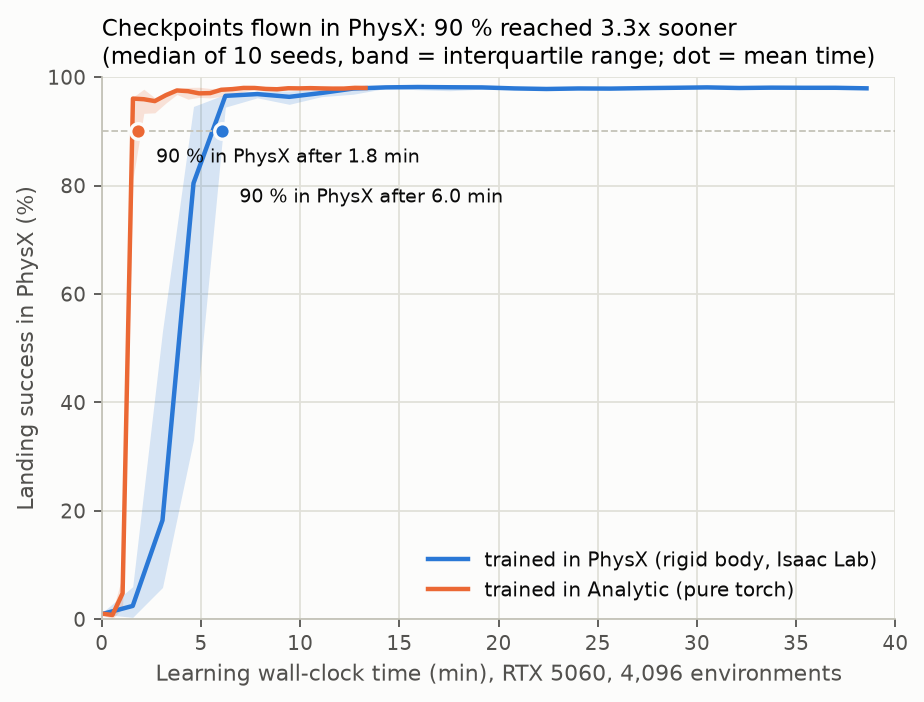 Checkpoints flown in PhysX: 90 % reached 3.3x sooner
(median of 10 seeds, band = interquartile range; dot = mean time)
100
80
60
40
20
0
Landing success in PhysX (%)
90 % in PhysX after 1.8 min
90 % in PhysX after 6.0 min
trained in PhysX (rigid body, Isaac Lab)
trained in Analytic (pure torch)
0 5 10 15 20 25 30 35 40
Learning wall-clock time (min), RTX 5060, 4,096 environments